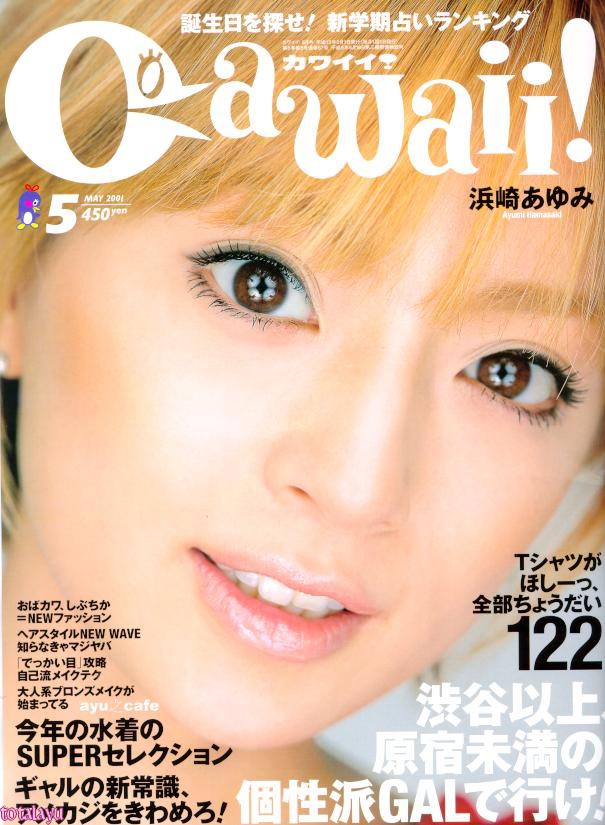 誕生日を探せ! 新学期占いランキング
Cawaii!
カワイイ!
5
MAY 2001
450yen
浜崎あゆみ
Ayumi Hamasaki
Tシャツが
ほしーっ、
全部ちょうだい
122
おばカワ、しぶちか
=NEWファッション
ヘアスタイルNEW WAVE
知らなきゃマジヤバ
「でっかい目」攻略
自己流メイクテク
大人系ブロンズメイクが
始まってる
ayu cafe
今年の水着の
SUPERセレクション
ギャルの新常識、
カジをきわめろ!
渋谷以上
原宿未満の
個性派GALで行け!
totalayu